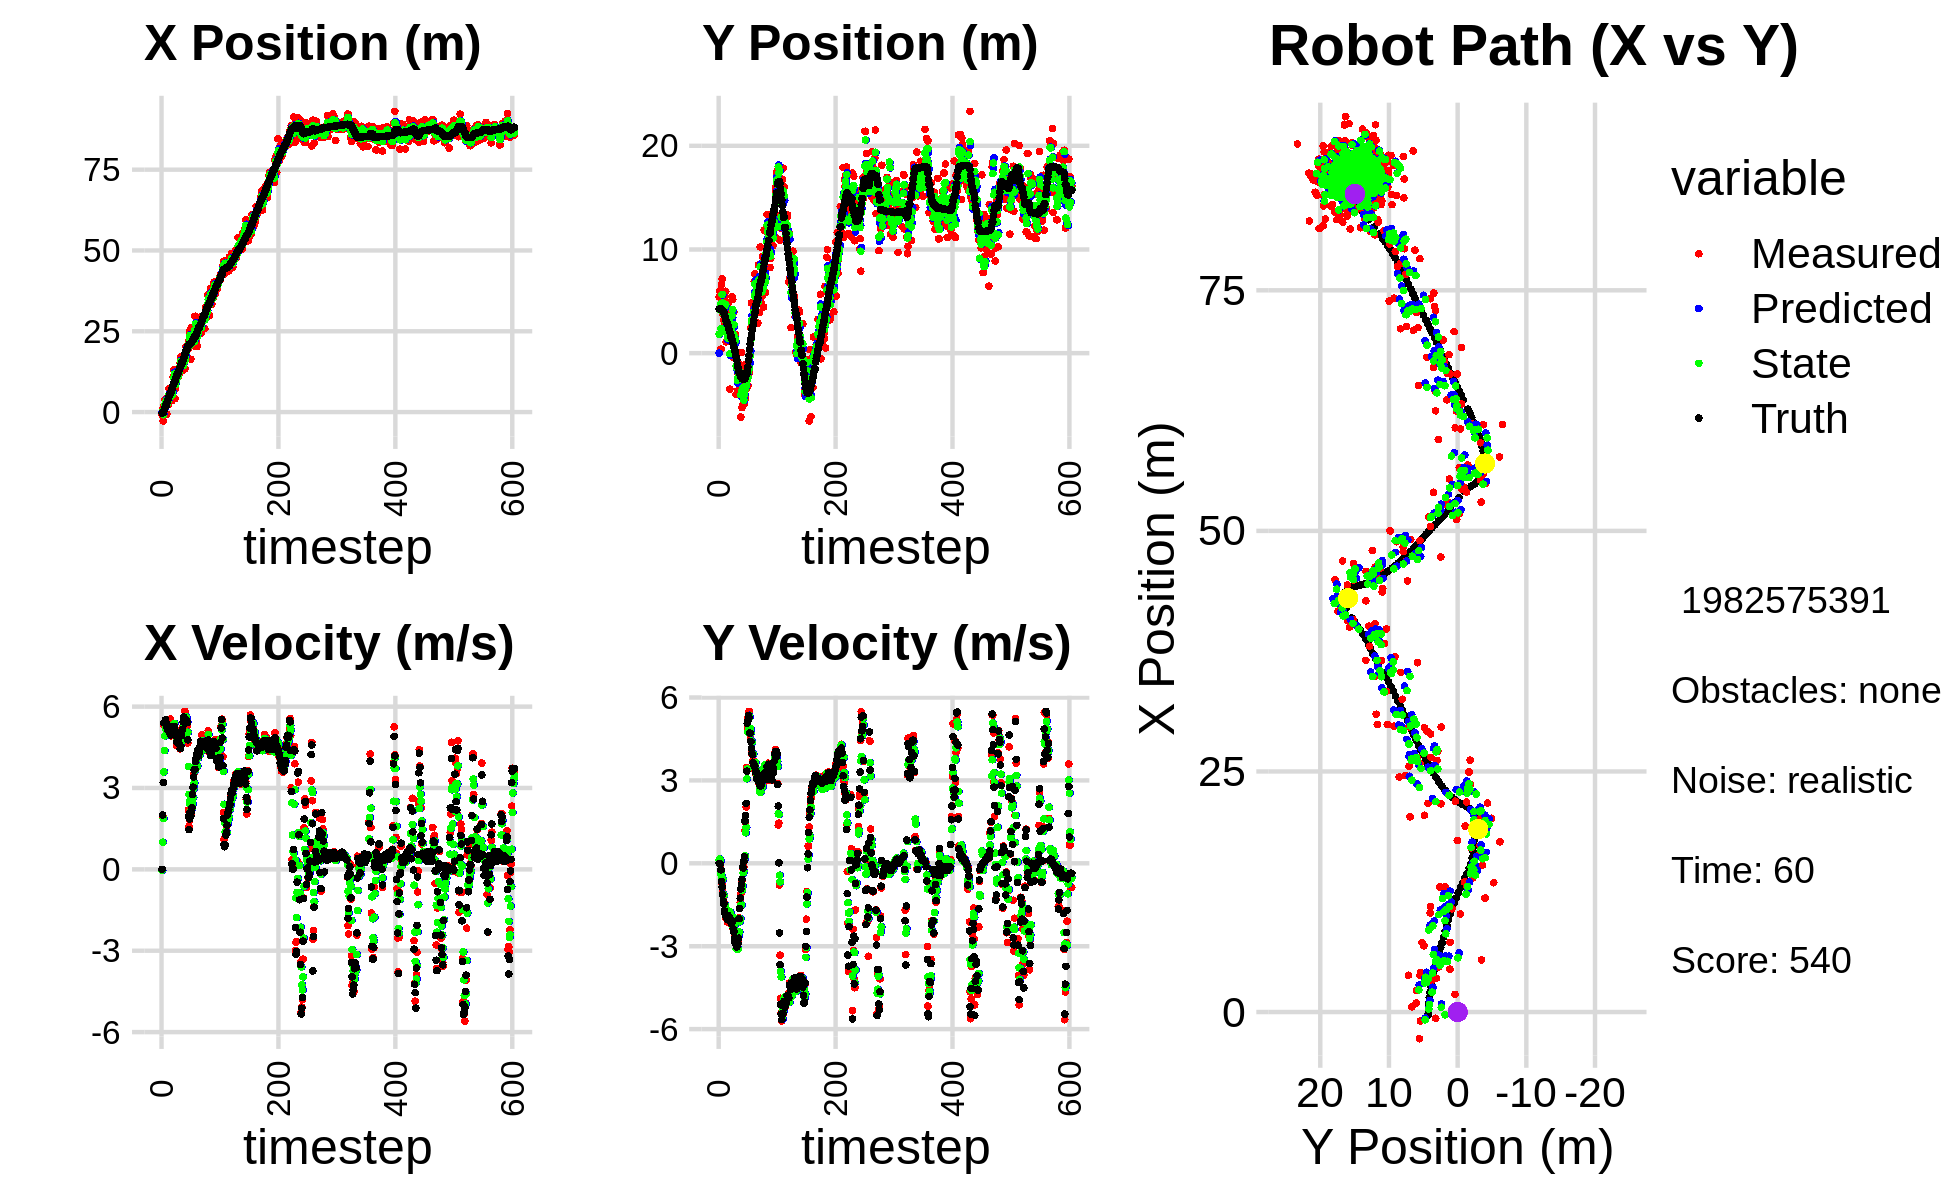 X Position (m)
75
50
25
0
0
200
400
600
timestep
Y Position (m)
20
10
0
0
200
400
600
timestep
X Velocity (m/s)
6
3
0
-3
-6
0
200
400
600
timestep
Y Velocity (m/s)
6
3
0
-3
-6
0
200
400
600
timestep
Robot Path (X vs Y)
X Position (m)
75
50
25
0
20 10 0 -10 -20
Y Position (m)
variable
Measured
Predicted
State
Truth
1982575391
Obstacles: none
Noise: realistic
Time: 60
Score: 540